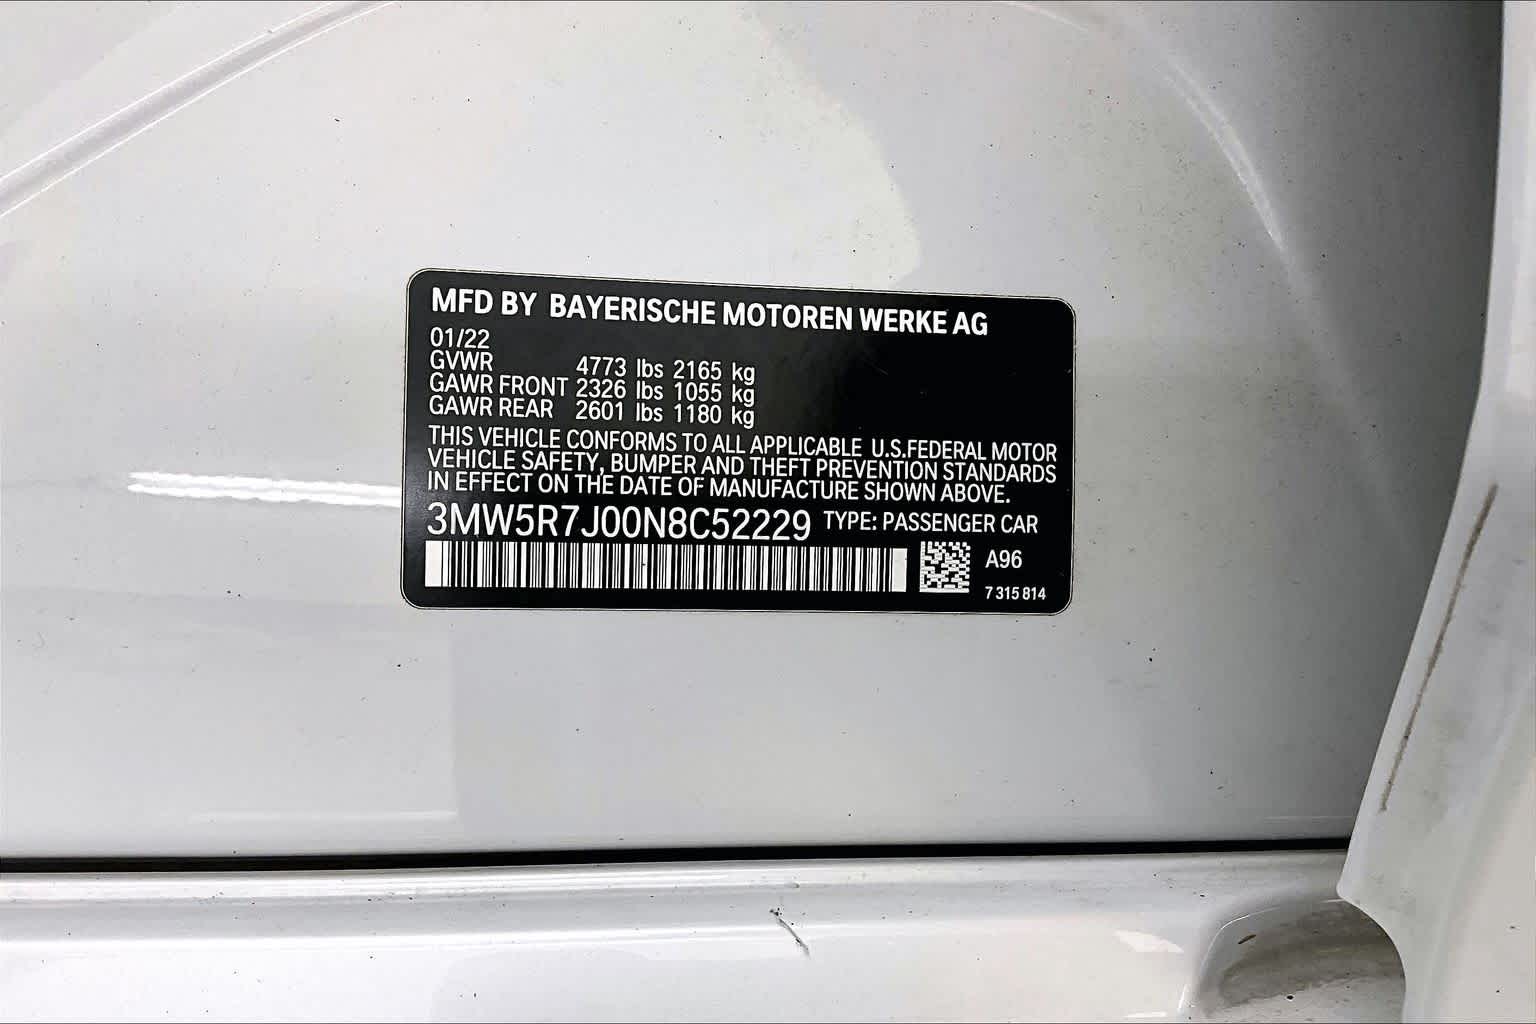 MFD BY BAYERISCHE MOTOREN WERKE AG
01/22
GVWR 4773 lbs 2165 kg
GAWR FRONT 2326 lbs 1055 kg
GAWR REAR 2601 lbs 1180 kg
THIS VEHICLE CONFORMS TO ALL APPLICABLE U.S.FEDERAL MOTOR
VEHICLE SAFETY, BUMPER AND THEFT PREVENTION STANDARDS
IN EFFECT ON THE DATE OF MANUFACTURE SHOWN ABOVE.
3MW5R7J00N8C52229 TYPE: PASSENGER CAR
A96
7 315 814